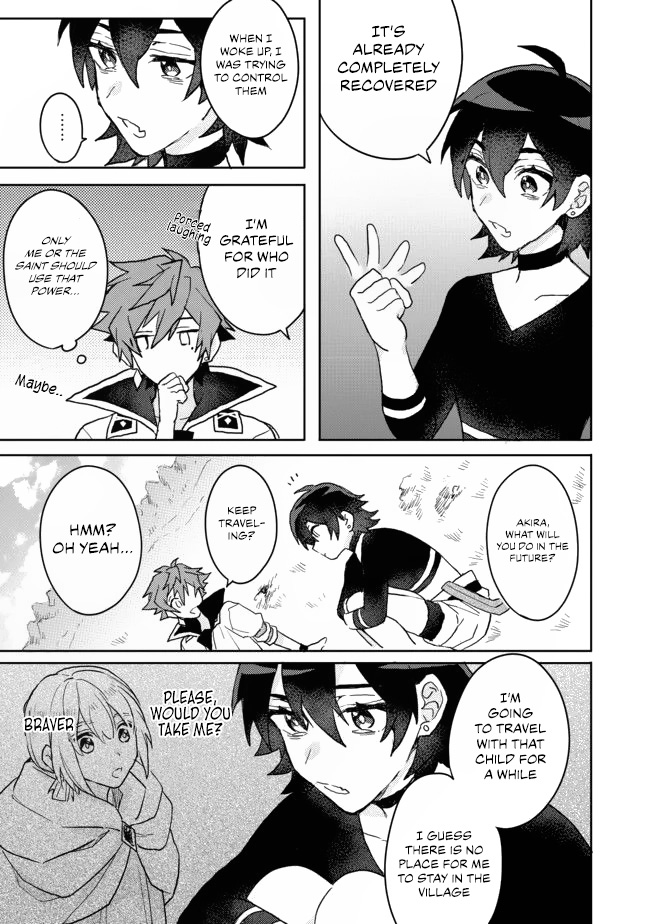 IT'S
ALREADY
COMPLETELY
RECOVERED
WHEN I
WOKE UP, I
WAS TRYING
TO CONTROL
THEM
......
I'M
GRATEFUL
FOR WHO
DID IT
Porced
laughing
ONLY
ME OR THE
SAINT SHOULD
USE THAT
POWER...
Maybe..
AKIRA,
WHAT WILL
YOU DO IN THE
FUTURE?
KEEP
TRAVEL-
ING?
HMM?
OH YEAH...
I'M
GOING
TO TRAVEL
WITH THAT
CHILD FOR
A WHILE
PLEASE,
WOULD YOU
TAKE ME?
BRAVER
I GUESS
THERE IS NO
PLACE FOR ME
TO STAY IN THE
VILLAGE